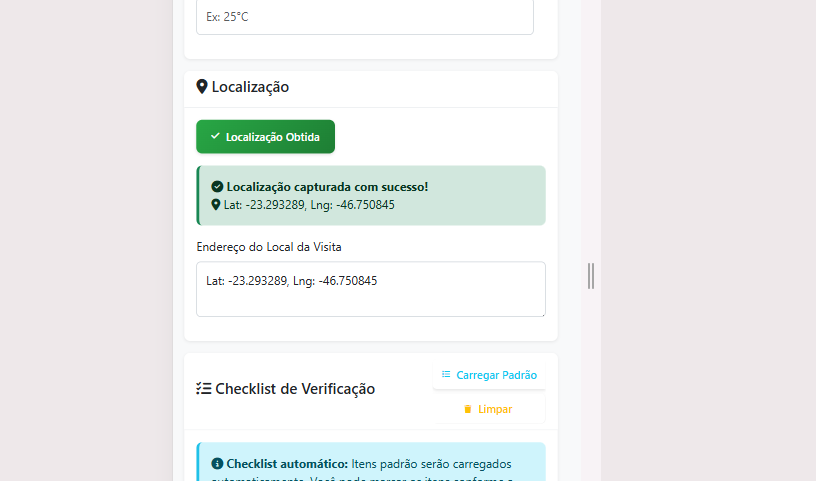 Ex: 25°C
Localização
Localização Obtida
Localização capturada com sucesso!
Lat: -23.293289, Lng: -46.750845
Endereço do Local da Visita
Lat: -23.293289, Lng: -46.750845
Checklist de Verificação
Carregar Padrão
Limpar
Checklist automático: Itens padrão serão carregados